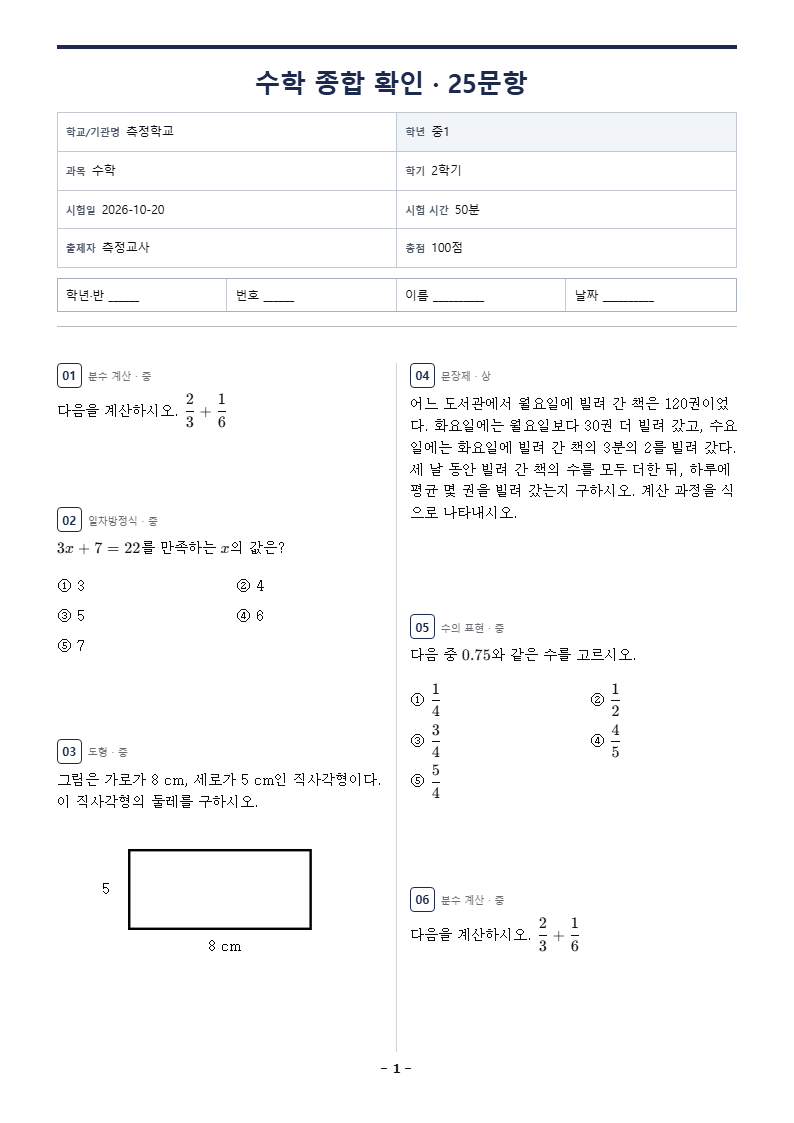 수학 종합 확인 · 25문항
학교/기관명 측정학교
학년 중1
과목 수학
학기 2학기
시험일 2026-10-20
시험 시간 50분
출제자 측정교사
총점 100점
학년·반 ______ 번호 ______ 이름 __________ 날짜 __________
01 분수 계산 · 중
다음을 계산하시오. 2/3 + 1/6
02 일차방정식 · 중
3x + 7 = 22를 만족하는 x의 값은?
① 3 ② 4
③ 5 ④ 6
⑤ 7
03 도형 · 중
그림은 가로가 8 cm, 세로가 5 cm인 직사각형이다.
이 직사각형의 둘레를 구하시오.
5
8 cm
04 문장제 · 상
어느 도서관에서 월요일에 빌려 간 책은 120권이었
다. 화요일에는 월요일보다 30권 더 빌려 갔고, 수요
일에는 화요일에 빌려 간 책의 3분의 2를 빌려 갔다.
세 날 동안 빌려 간 책의 수를 모두 더한 뒤, 하루에
평균 몇 권을 빌려 갔는지 구하시오. 계산 과정을 식
으로 나타내시오.
05 수의 표현 · 중
다음 중 0.75와 같은 수를 고르시오.
① 1/4 ② 1/2
③ 3/4 ④ 4/5
⑤ 5/4
06 분수 계산 · 중
다음을 계산하시오. 2/3 + 1/6
- 1 -